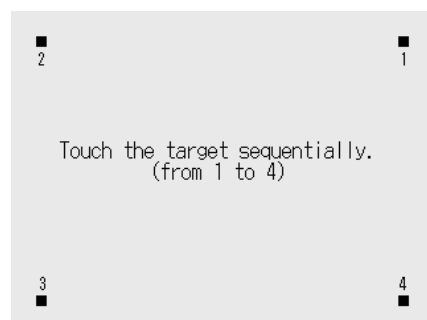 2 1
Touch the target sequentially.
(from 1 to 4)
3 4